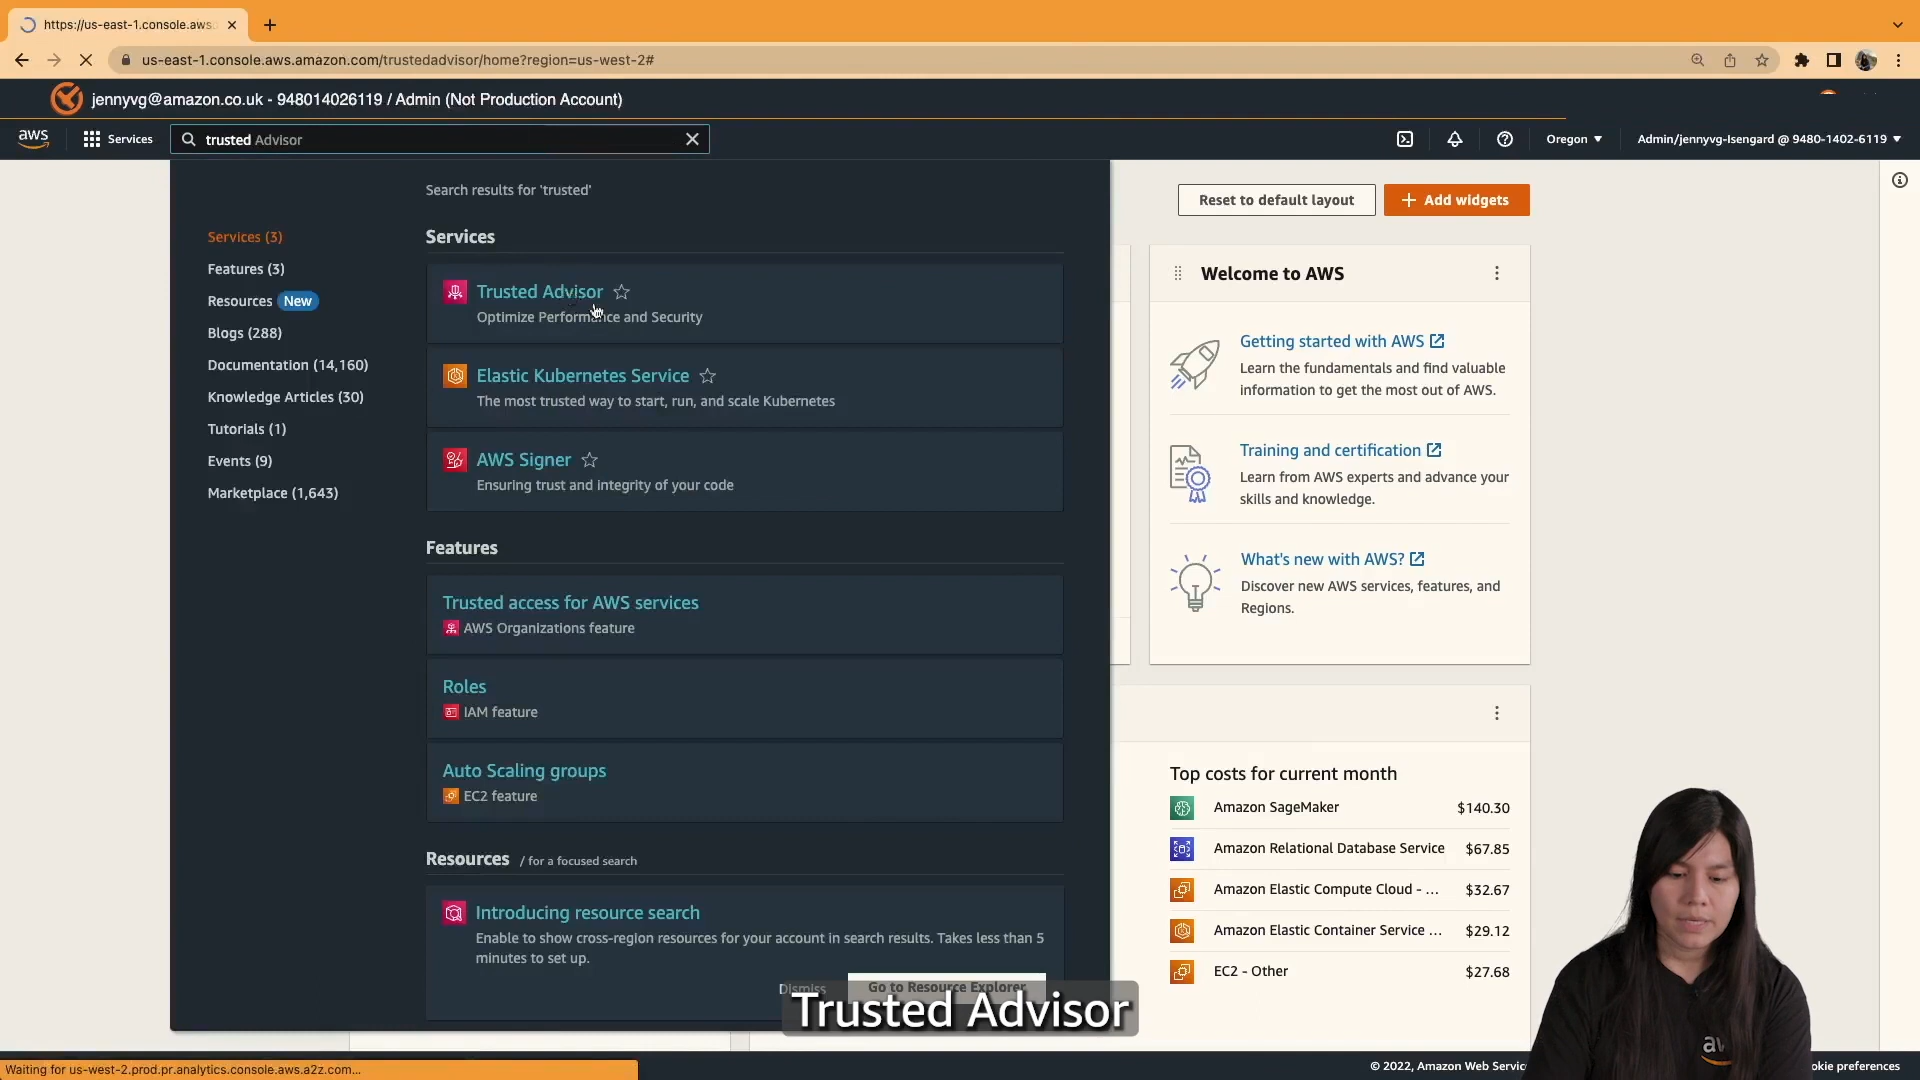 https://us-east-1.console.aws
us-east-1.console.aws.amazon.com/trustedadvisor/home?region=us-west-2#
jennyvg@amazon.co.uk - 948014026119 / Admin (Not Production Account)
aws
Services
trusted Advisor
Oregon
Admin/jennyvg-Isengard @ 9480-1402-6119
Search results for 'trusted'
Services (3)
Features (3)
Resources New
Blogs (288)
Documentation (14,160)
Knowledge Articles (30)
Tutorials (1)
Events (9)
Marketplace (1,643)
Services
Trusted Advisor
Optimize Performance and Security
Elastic Kubernetes Service
The most trusted way to start, run, and scale Kubernetes
AWS Signer
Ensuring trust and integrity of your code
Features
Trusted access for AWS services
AWS Organizations feature
Roles
IAM feature
Auto Scaling groups
EC2 feature
Resources / for a focused search
Introducing resource search
Enable to show cross-region resources for your account in search results. Takes less than 5
minutes to set up.
Dismiss
Go to Resource Explorer
Reset to default layout
+ Add widgets
Welcome to AWS
Getting started with AWS
Learn the fundamentals and find valuable
information to get the most out of AWS.
Training and certification
Learn from AWS experts and advance your
skills and knowledge.
What's new with AWS?
Discover new AWS services, features, and
Regions.
Top costs for current month
Amazon SageMaker $140.30
Amazon Relational Database Service $67.85
Amazon Elastic Compute Cloud - ... $32.67
Amazon Elastic Container Service ... $29.12
EC2 - Other $27.68
Trusted Advisor
Waiting for us-west-2.prod.pr.analytics.console.aws.a2z.com...
© 2022, Amazon Web Servic
okie preferences